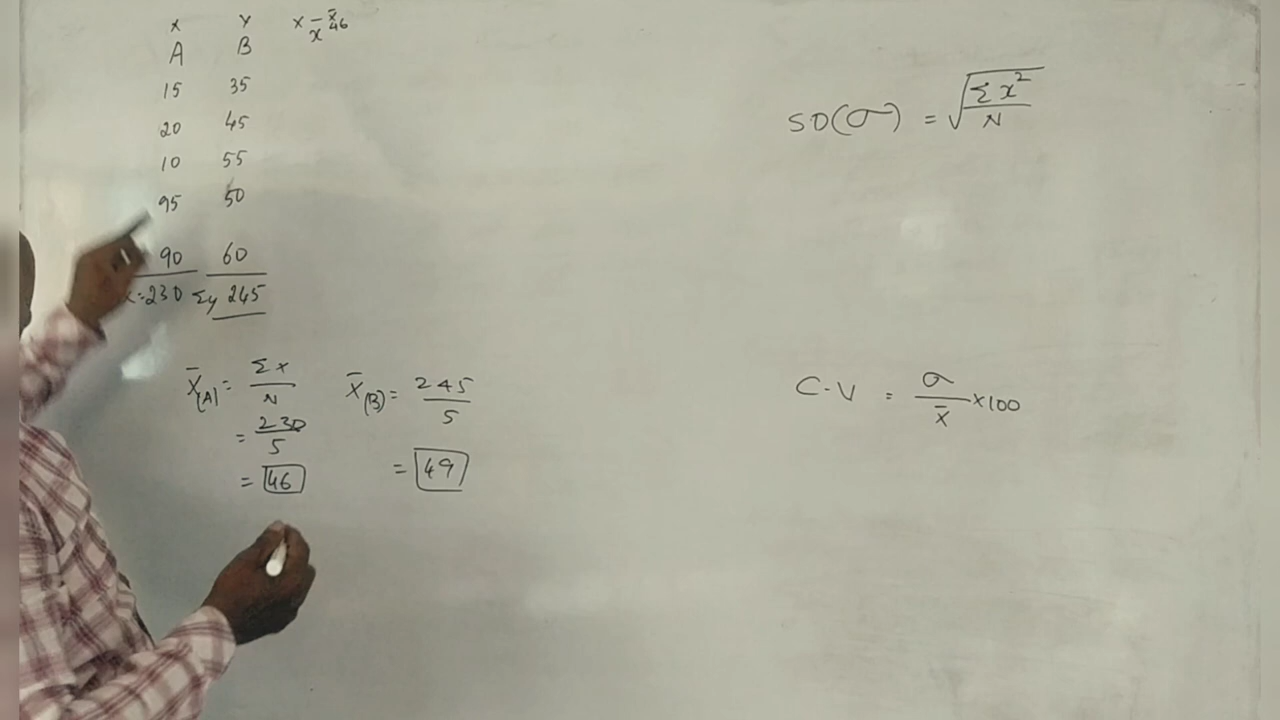 X Y X - X̄ 46
A B x
15 35
20 45
10 55
95 50
90 60
x=230 Σy 245
SD(σ) = √(Σx²/N)
X̄(A) = Σx/N
= 230/5
= 46
X̄(B) = 245/5
= 49
C.V = σ/x̄ ×100